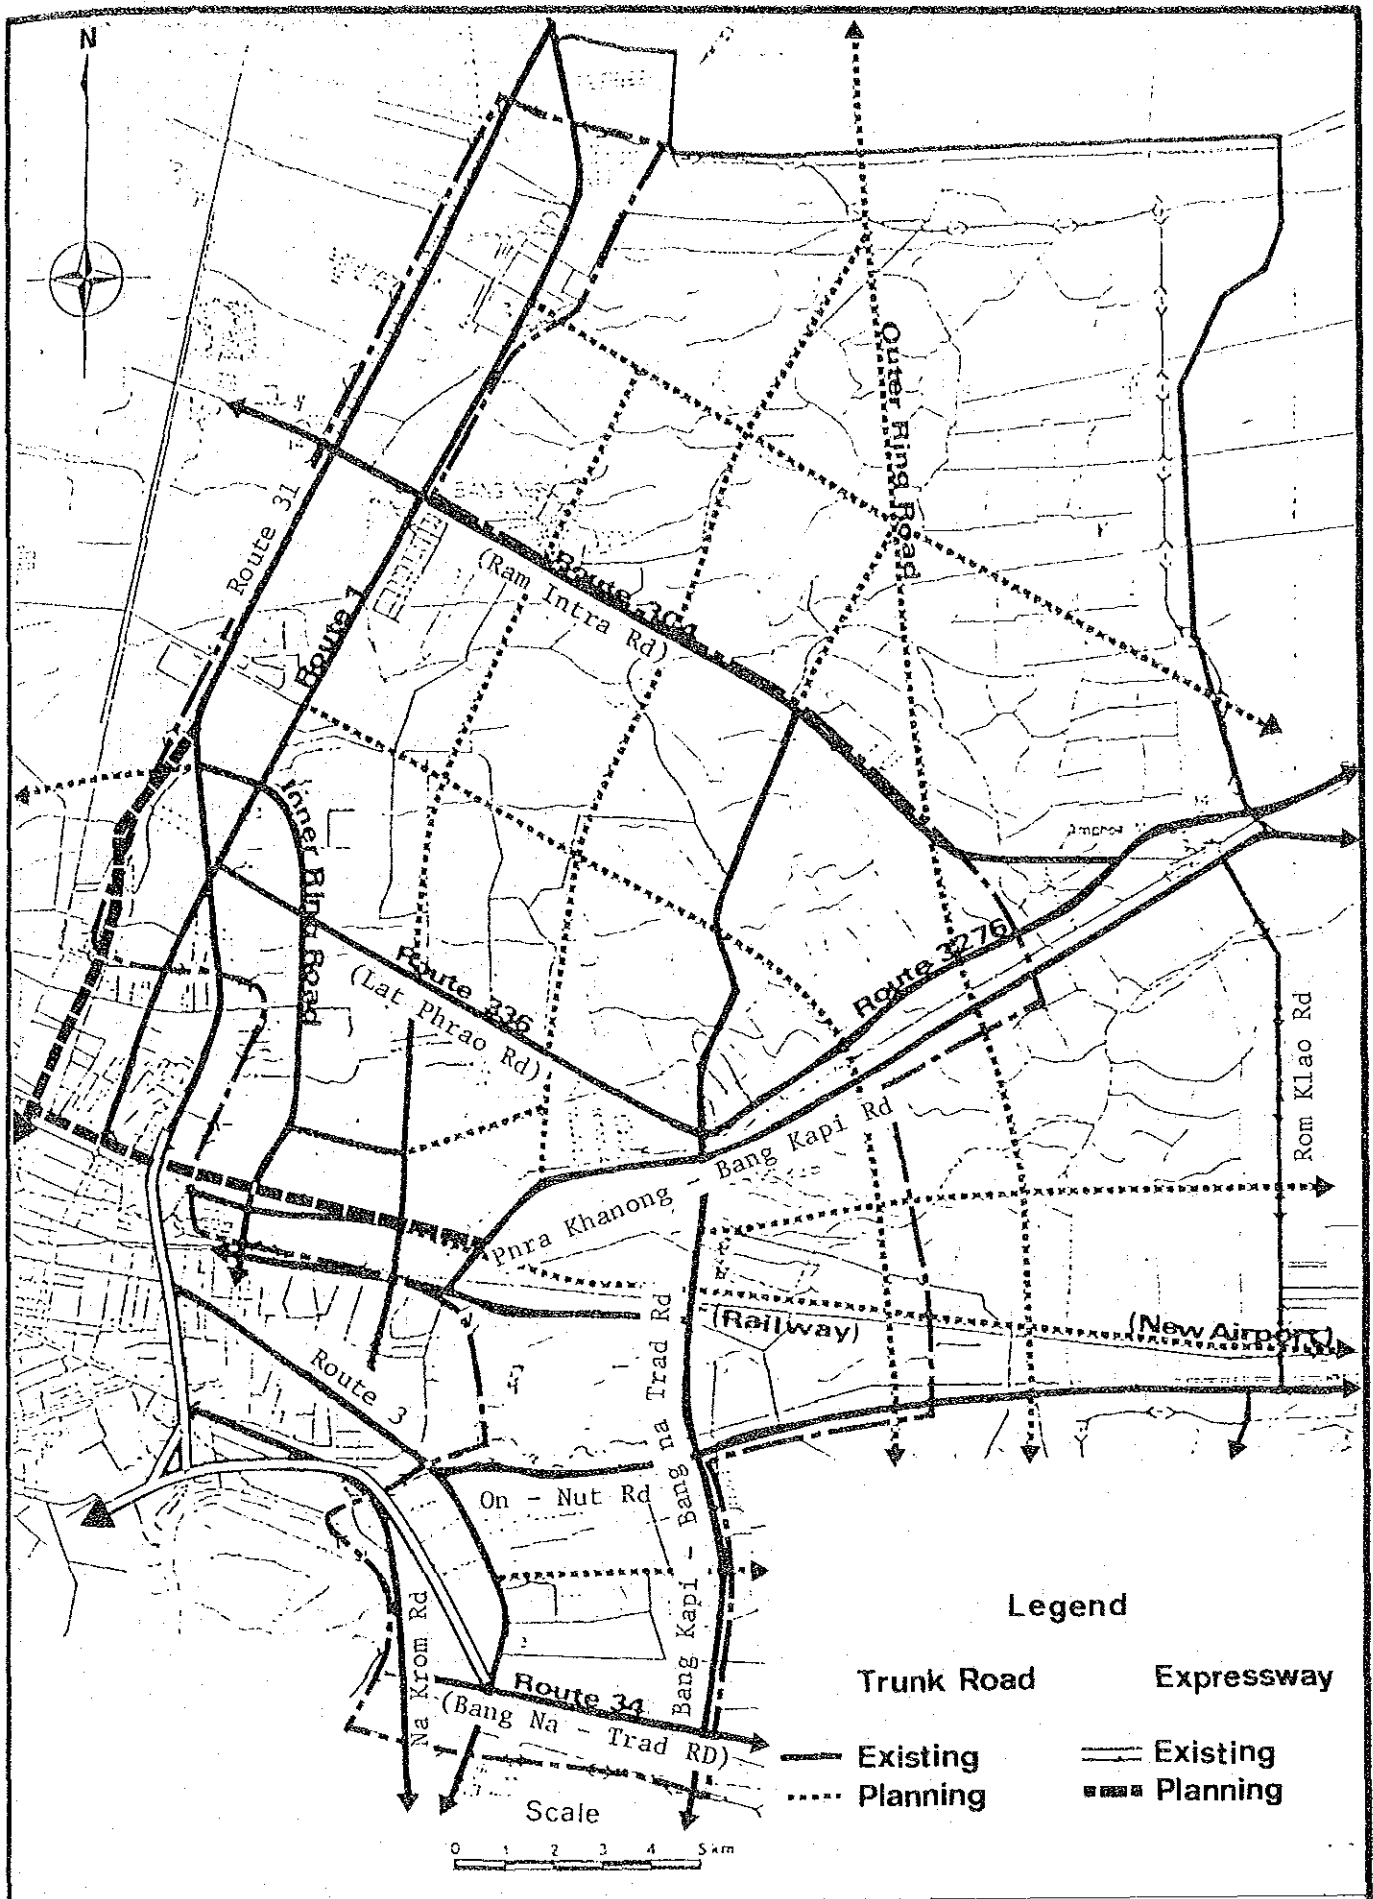 N
Route 31
Route 1
Route 304
(Ram Intra Rd)
Outer Ring Road
Inner Ring Road
Route 336
(Lat Phrao Rd)
Route 3276
Amphoe
Rom Klao Rd
Pnra Khanong - Bang Kapi Rd
(Railway)
(New Airport)
Route 3
Bang Kapi - Bang na Trad Rd
On - Nut Rd
Na Krom Rd
Route 34
(Bang Na - Trad RD)
Legend
Trunk Road Expressway
Existing Existing
Planning Planning
Scale
0 1 2 3 4 5 km